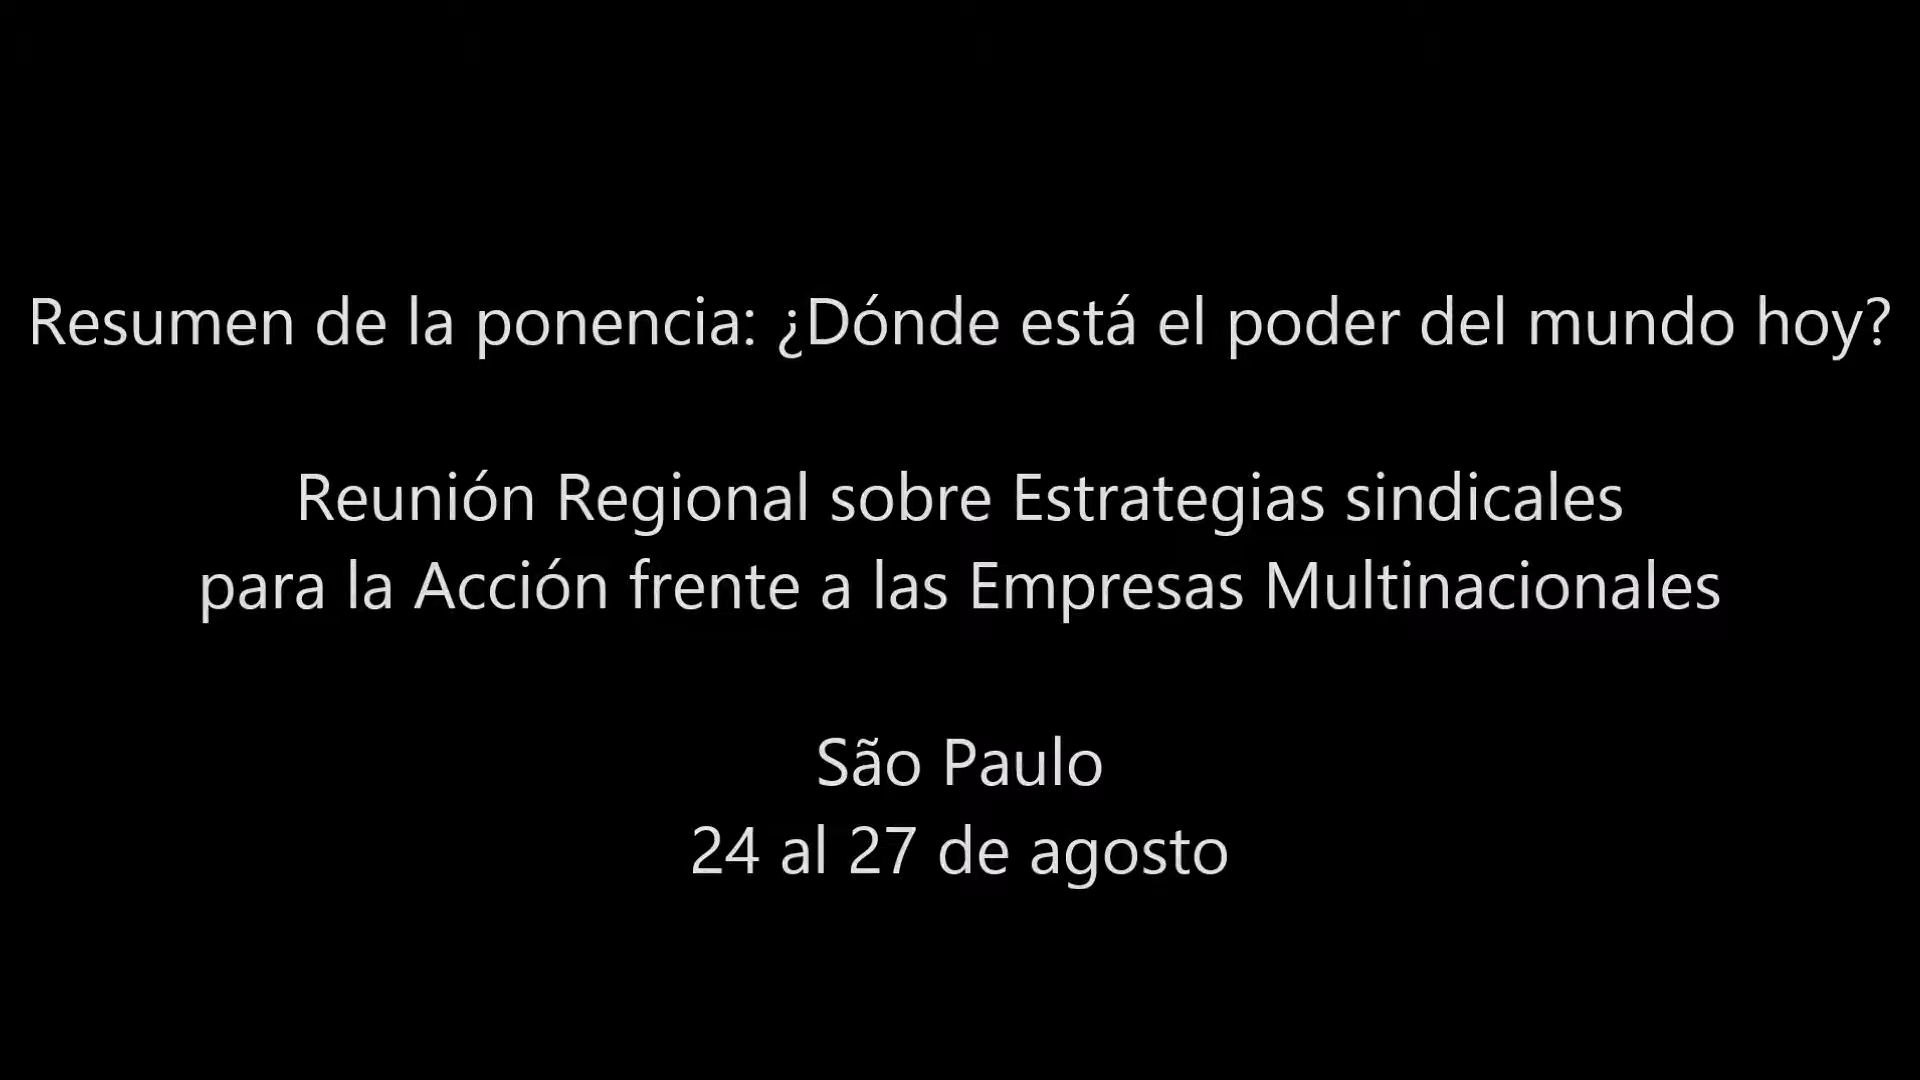 Resumen de la ponencia: ¿Dónde está el poder del mundo hoy?
Reunión Regional sobre Estrategias sindicales
para la Acción frente a las Empresas Multinacionales
São Paulo
24 al 27 de agosto